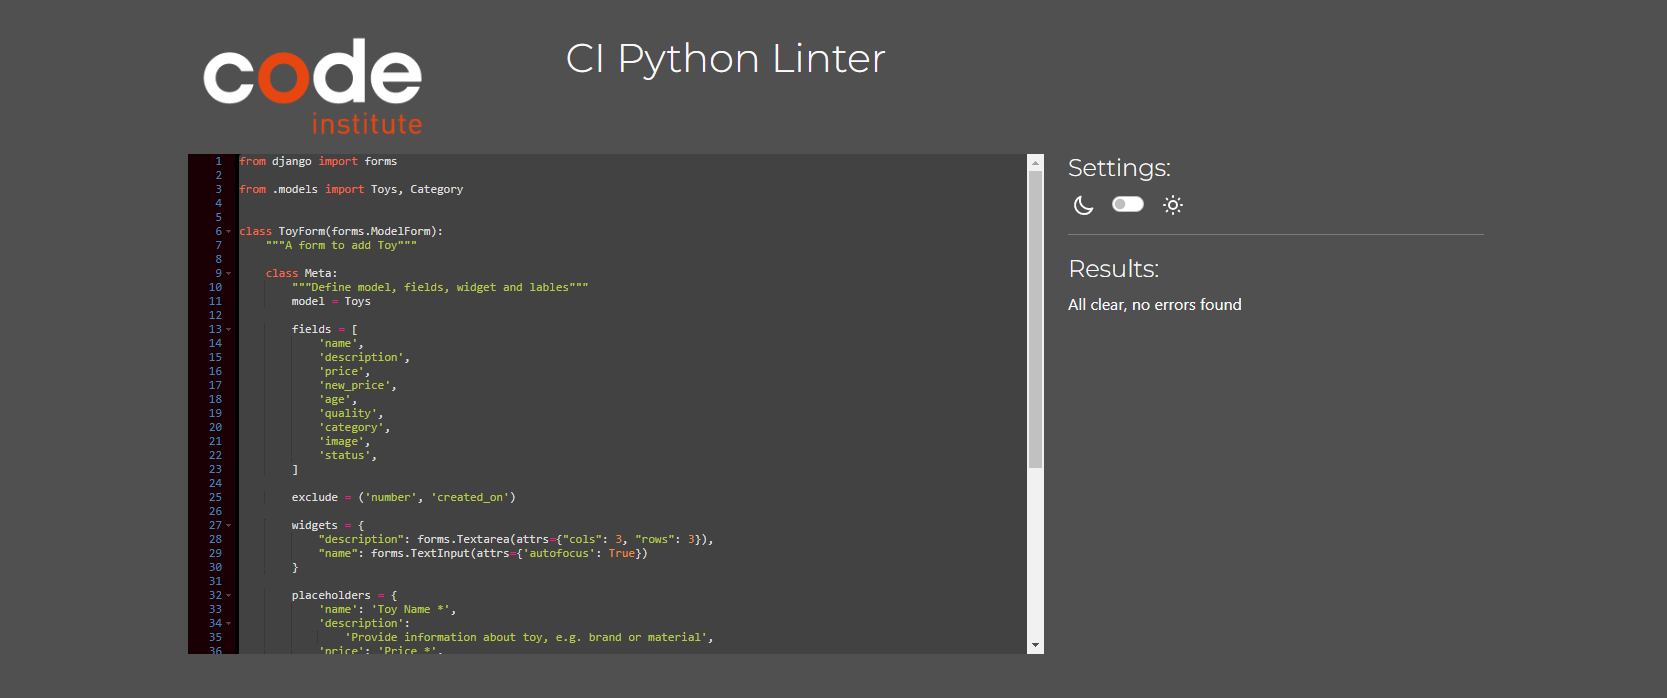 code
institute
CI Python Linter
1 from django import forms
2
3 from .models import Toys, Category
4
5
6 class ToyForm(forms.ModelForm):
7     """A form to add Toy"""
8
9     class Meta:
10         """Define model, fields, widget and lables"""
11         model = Toys
12
13         fields = [
14             'name',
15             'description',
16             'price',
17             'new_price',
18             'age',
19             'quality',
20             'category',
21             'image',
22             'status',
23         ]
24
25         exclude = ('number', 'created_on')
26
27         widgets = {
28             "description": forms.Textarea(attrs={"cols": 3, "rows": 3}),
29             "name": forms.TextInput(attrs={'autofocus': True})
30         }
31
32         placeholders = {
33             'name': 'Toy Name *',
34             'description':
35                 'Provide information about toy, e.g. brand or material',
36             'price': 'Price *',
Settings:
Results:
All clear, no errors found